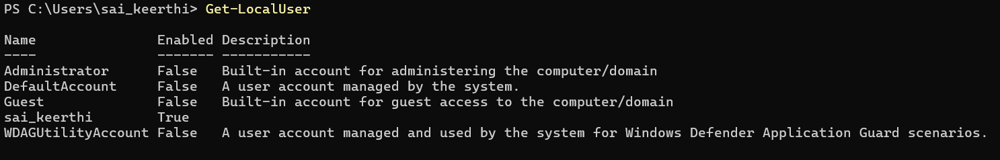 PS C:\Users\sai_keerthi> Get-LocalUser
Name Enabled Description
---- ------- -----------
Administrator False Built-in account for administering the computer/domain
DefaultAccount False A user account managed by the system.
Guest False Built-in account for guest access to the computer/domain
sai_keerthi True
WDAGUtilityAccount False A user account managed and used by the system for Windows Defender Application Guard scenarios.